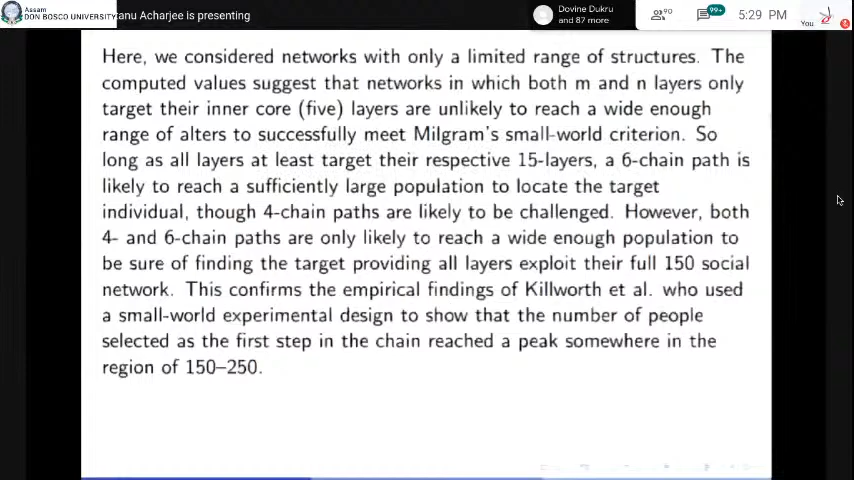 Assam
DON BOSCO UNIVERSITY
tanu Acharjee is presenting
Dovine Dukru
and 87 more
90
99+
5:29 PM
You
Here, we considered networks with only a limited range of structures. The
computed values suggest that networks in which both m and n layers only
target their inner core (five) layers are unlikely to reach a wide enough
range of alters to successfully meet Milgram's small-world criterion. So
long as all layers at least target their respective 15-layers, a 6-chain path is
likely to reach a sufficiently large population to locate the target
individual, though 4-chain paths are likely to be challenged. However, both
4- and 6-chain paths are only likely to reach a wide enough population to
be sure of finding the target providing all layers exploit their full 150 social
network. This confirms the empirical findings of Killworth et al. who used
a small-world experimental design to show that the number of people
selected as the first step in the chain reached a peak somewhere in the
region of 150–250.